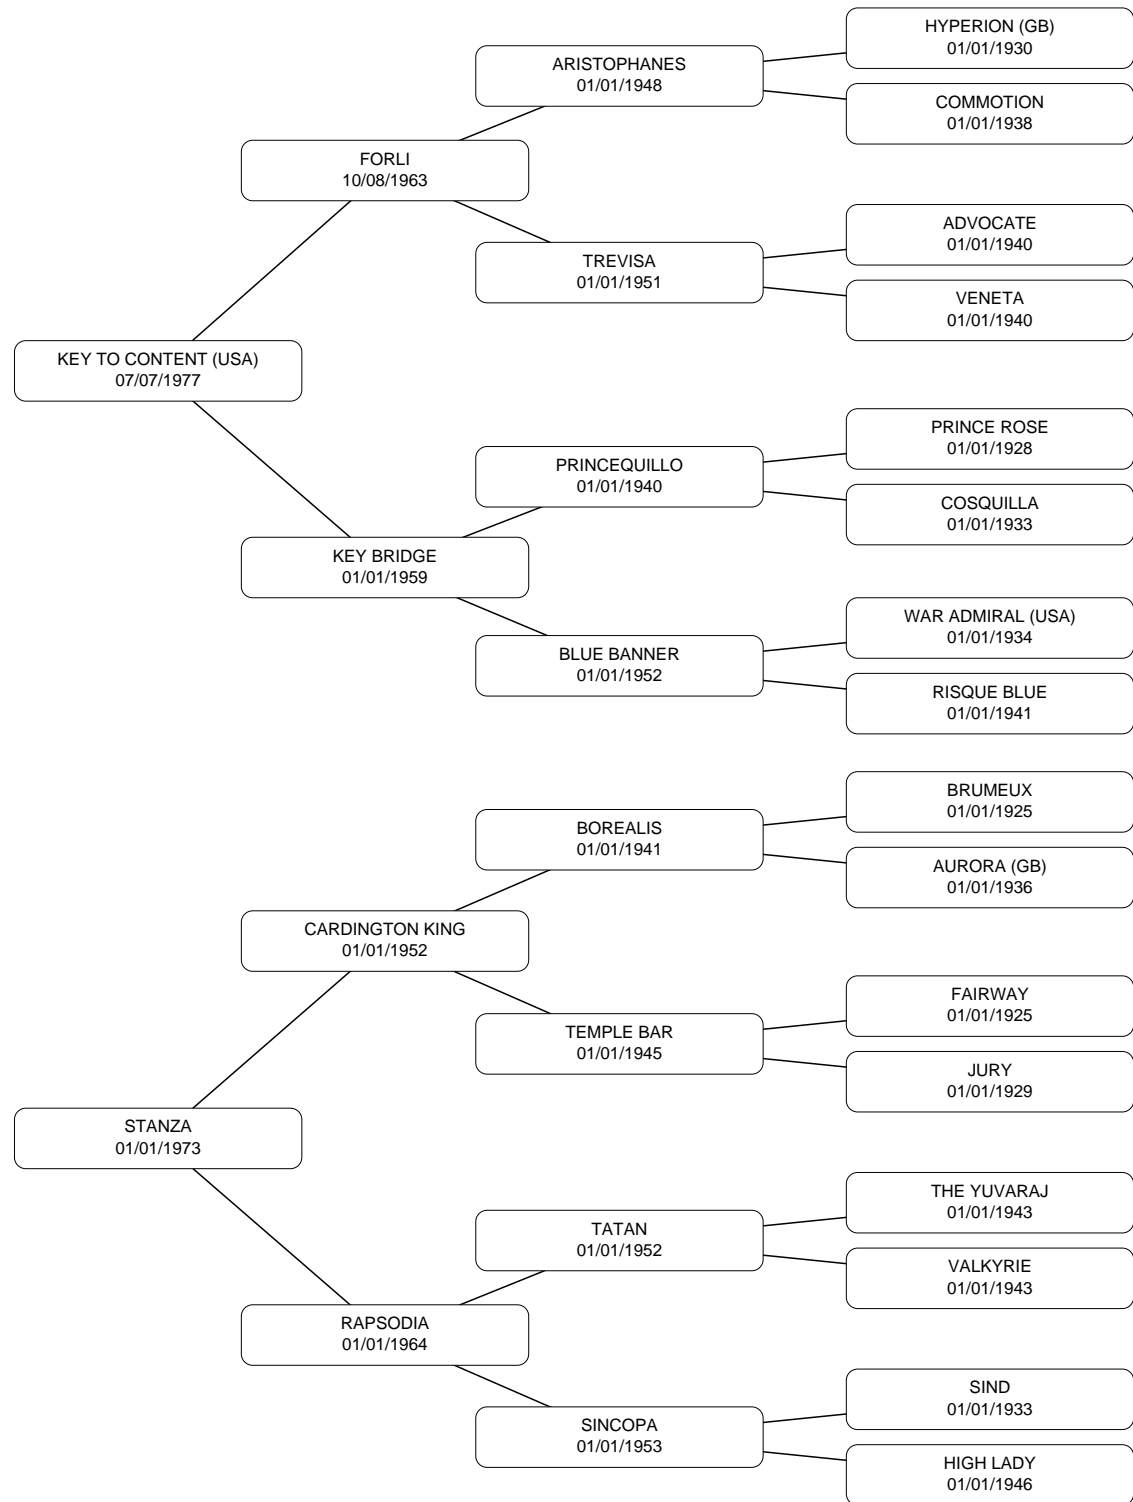 HYPERION (GB)
01/01/1930
ARISTOPHANES
01/01/1948
COMMOTION
01/01/1938
FORLI
10/08/1963
ADVOCATE
01/01/1940
TREVISA
01/01/1951
VENETA
01/01/1940
KEY TO CONTENT (USA)
07/07/1977
PRINCE ROSE
01/01/1928
PRINCEQUILLO
01/01/1940
COSQUILLA
01/01/1933
KEY BRIDGE
01/01/1959
WAR ADMIRAL (USA)
01/01/1934
BLUE BANNER
01/01/1952
RISQUE BLUE
01/01/1941
BRUMEUX
01/01/1925
BOREALIS
01/01/1941
AURORA (GB)
01/01/1936
CARDINGTON KING
01/01/1952
FAIRWAY
01/01/1925
TEMPLE BAR
01/01/1945
JURY
01/01/1929
STANZA
01/01/1973
THE YUVARAJ
01/01/1943
TATAN
01/01/1952
VALKYRIE
01/01/1943
RAPSODIA
01/01/1964
SIND
01/01/1933
SINCOPA
01/01/1953
HIGH LADY
01/01/1946